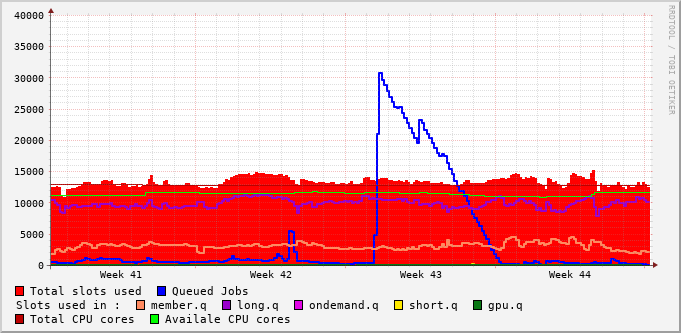 40000
35000
30000
25000
20000
15000
10000
5000
0
Week 41 Week 42 Week 43 Week 44
Total slots used Queued Jobs
Slots used in : member.q long.q ondemand.q short.q gpu.q
Total CPU cores Availale CPU cores
RRDTOOL / TOBI OETIKER